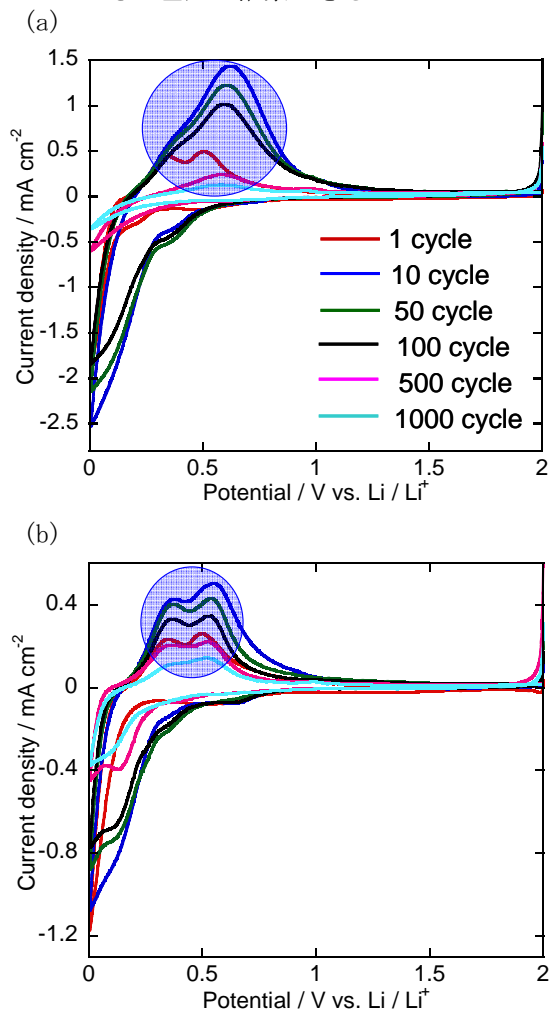 (a)
1.5
1
0.5
0
-0.5
-1
-1.5
-2
-2.5
Current density / mA cm⁻²
1 cycle
10 cycle
50 cycle
100 cycle
500 cycle
1000 cycle
0 0.5 1 1.5 2
Potential / V vs. Li / Li⁺
(b)
0.4
0
-0.4
-0.8
-1.2
Current density / mA cm⁻²
0 0.5 1 1.5 2
Potential / V vs. Li / Li⁺